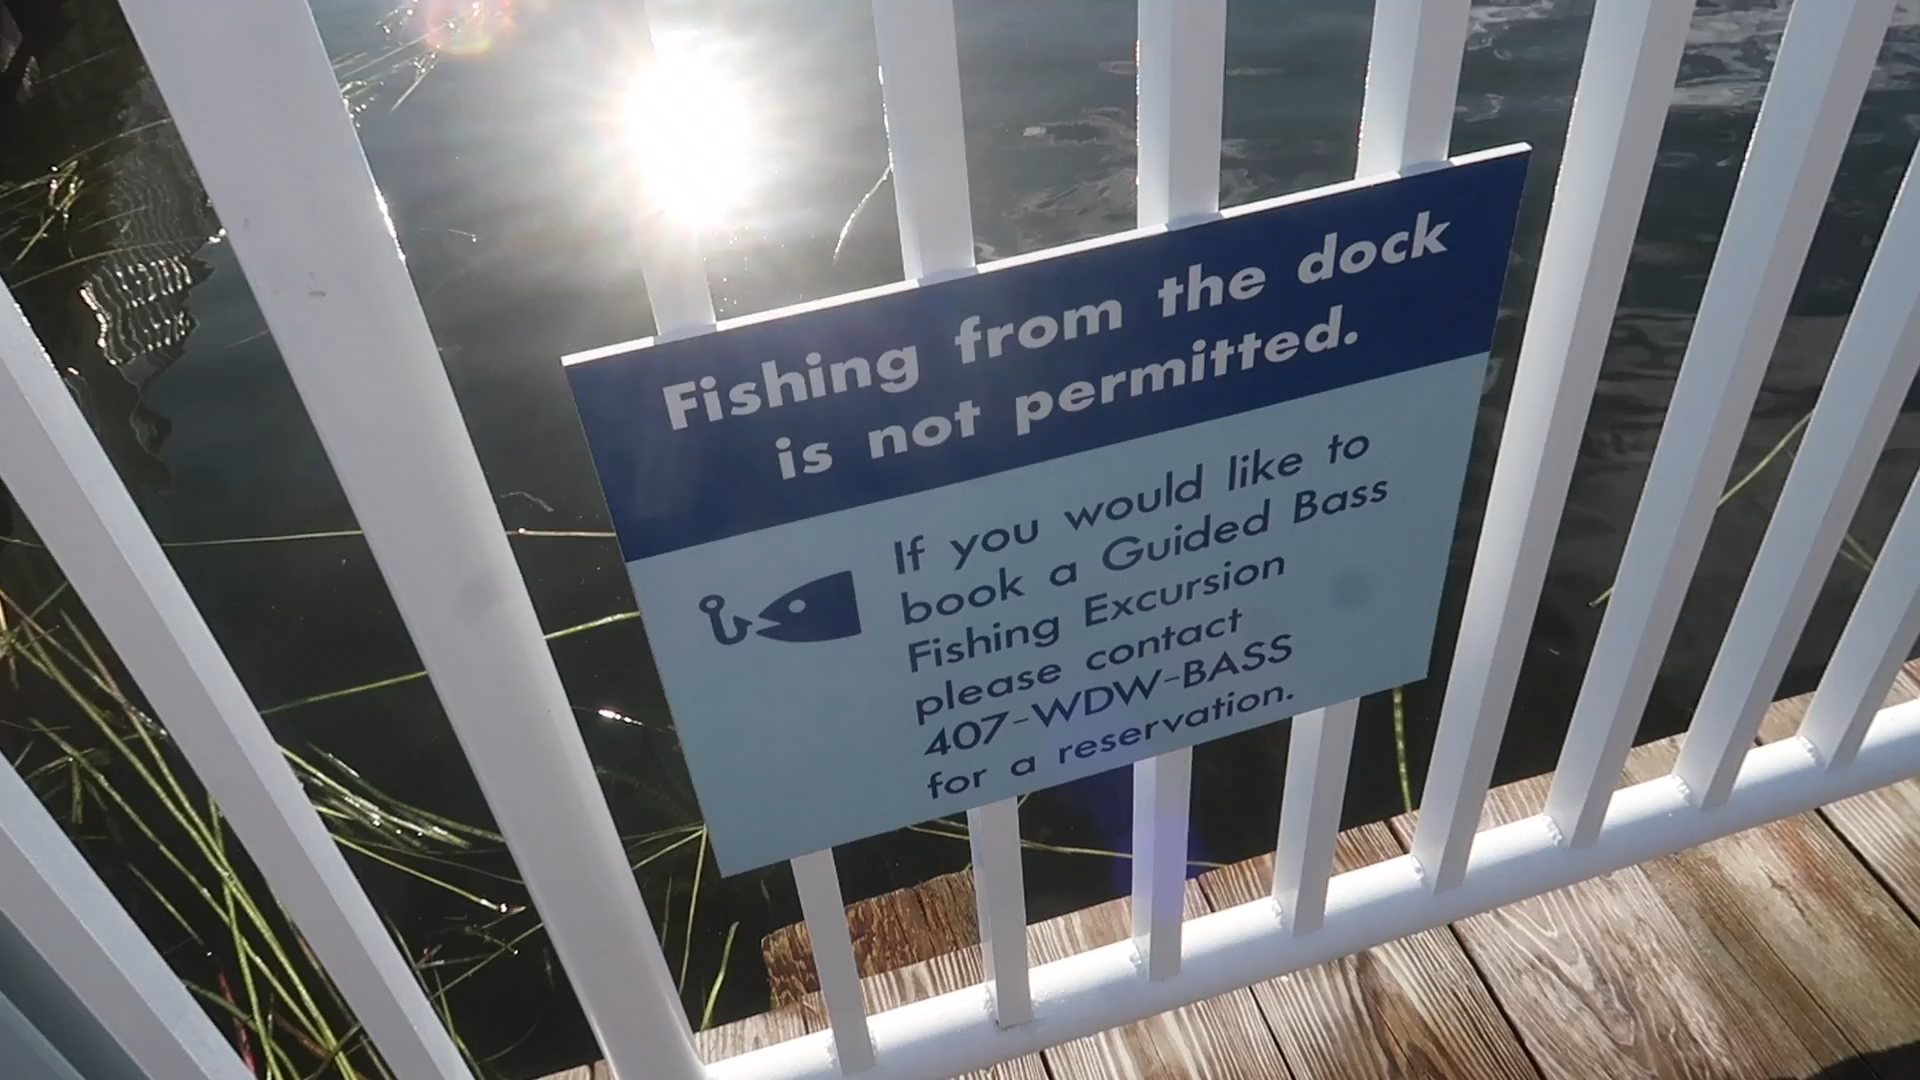 Fishing from the dock
is not permitted.
If you would like to
book a Guided Bass
Fishing Excursion
please contact
407-WDW-BASS
for a reservation.